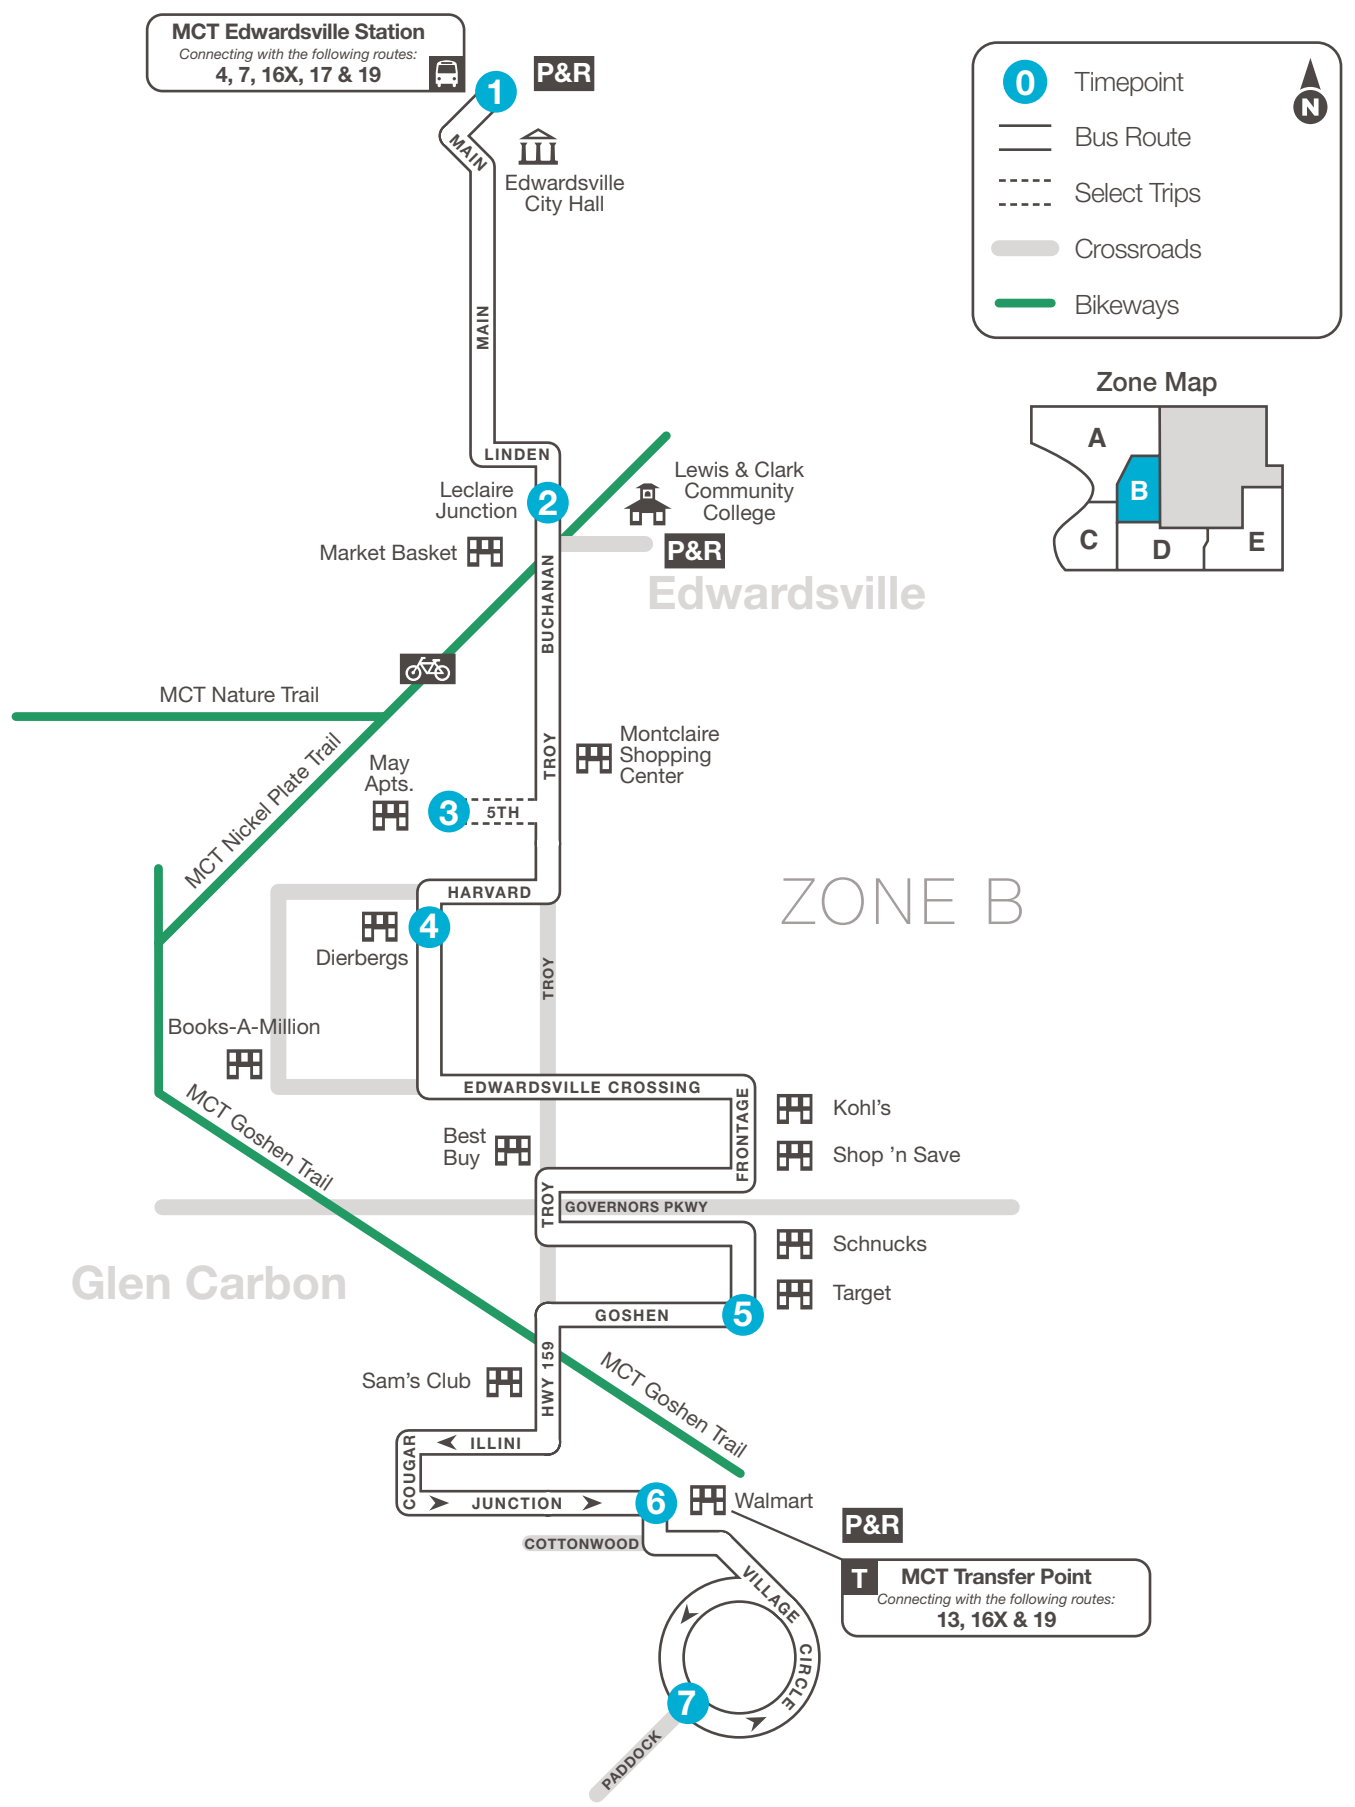 MCT Edwardsville Station
Connecting with the following routes:
4, 7, 16X, 17 & 19
1
P&R
MAIN
Edwardsville
City Hall
MAIN
LINDEN
Leclaire
Junction
2
Lewis & Clark
Community
College
Market Basket
P&R
BUCHANAN
Edwardsville
MCT Nature Trail
MCT Nickel Plate Trail
TROY
Montclaire
Shopping
Center
May
Apts.
3
5TH
HARVARD
4
Dierbergs
ZONE B
TROY
Books-A-Million
EDWARDSVILLE CROSSING
FRONTAGE
Kohl's
Shop 'n Save
MCT Goshen Trail
Best
Buy
TROY
GOVERNORS PKWY
Schnucks
Target
Glen Carbon
GOSHEN
5
HWY 159
Sam's Club
MCT Goshen Trail
ILLINI
COUGAR
JUNCTION
6
Walmart
COTTONWOOD
P&R
T
MCT Transfer Point
Connecting with the following routes:
13, 16X & 19
VILLAGE
CIRCLE
7
PADDOCK
0
Timepoint
N
Bus Route
Select Trips
Crossroads
Bikeways
Zone Map
A
B
C
D
E